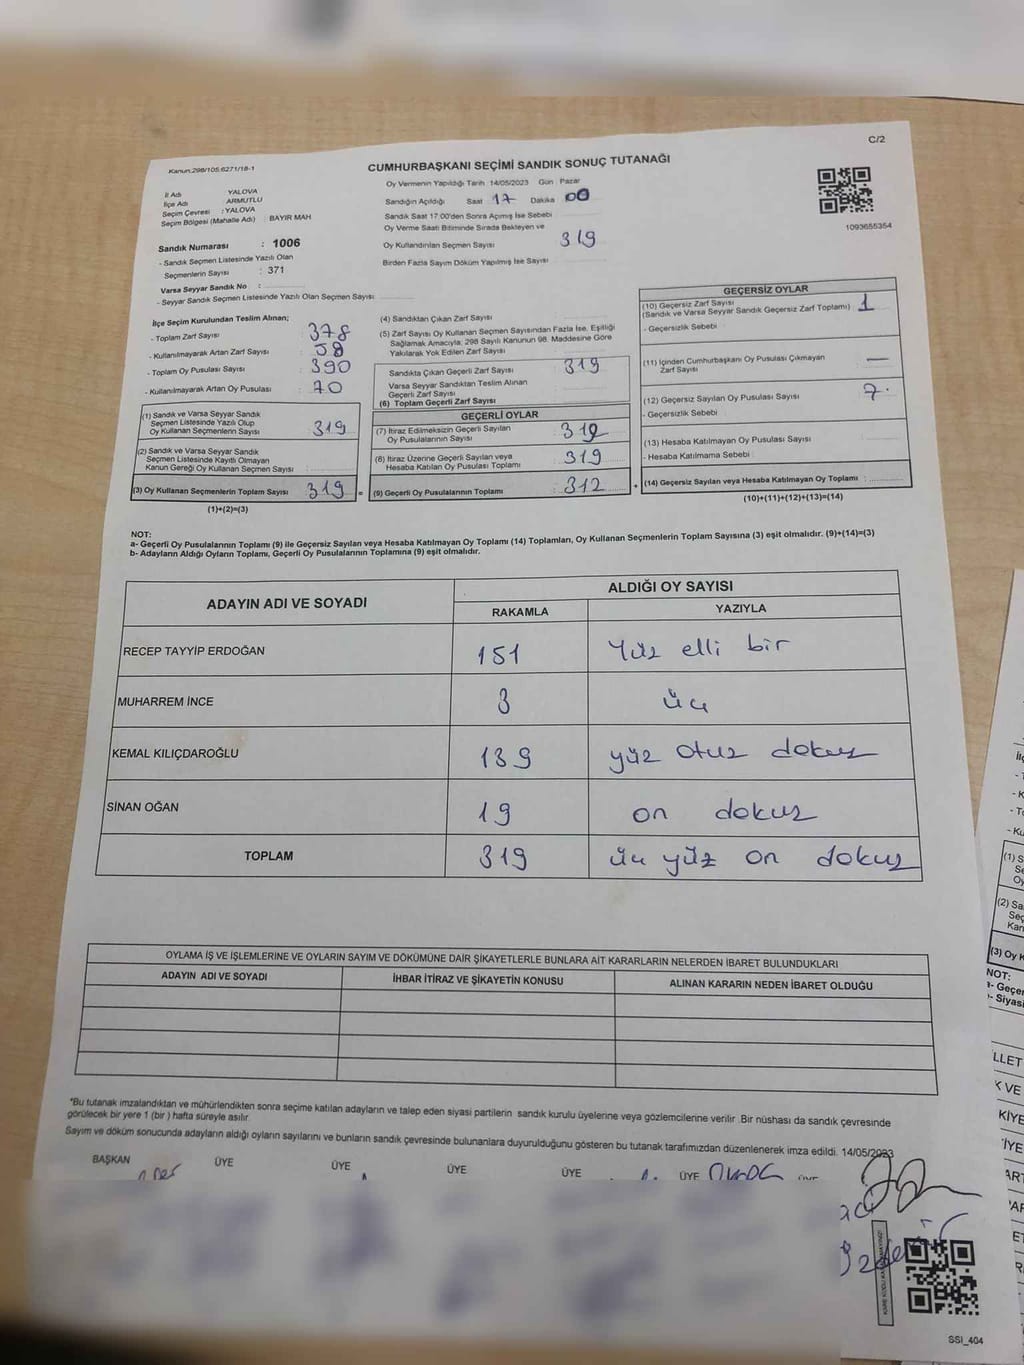 C/2
Kanun:298/105;6271/18-1
CUMHURBAŞKANI SEÇİMİ SANDIK SONUÇ TUTANAĞI
İl Adı YALOVA
İlçe Adı ARMUTLU
Seçim Çevresi : YALOVA
Seçim Bölgesi (Mahalle Adı) : BAYIR MAH
Sandık Numarası : 1006
- Sandık Seçmen Listesinde Yazılı Olan
Seçmenlerin Sayısı : 371
Varsa Seyyar Sandık No :
- Seyyar Sandık Seçmen Listesinde Yazılı Olan Seçmen Sayısı :
Oy Vermenin Yapıldığı Tarih :14/05/2023 Gün : Pazar
Sandığın Açıldığı Saat : 17 Dakika : 00
Sandık Saat 17.00'den Sonra Açımış İse Sebebi
Oy Verme Saati Bitiminde Sırada Bekleyen ve
Oy Kullandırılan Seçmen Sayısı 319
Birden Fazla Sayım Döküm Yapılmış İse Sayısı :
1093655354
İlçe Seçim Kurulundan Teslim Alınan;
- Toplam Zarf Sayısı : 378
- Kullanılmayarak Artan Zarf Sayısı : 58
- Toplam Oy Pusulası Sayısı : 390
- Kullanılmayarak Artan Oy Pusulası : 70
(1) Sandık ve Varsa Seyyar Sandık
Seçmen Listesinde Yazılı Olup
Oy Kullanan Seçmenlerin Sayısı : 319
(2) Sandık ve Varsa Seyyar Sandık
Seçmen Listesinde Kayıtlı Olmayan
Kanun Gereği Oy Kullanan Seçmen Sayısı :
(3) Oy Kullanan Seçmenlerin Toplam Sayısı : 319 =
(1)+(2)=(3)
(4) Sandıktan Çıkan Zarf Sayısı :
(5) Zarf Sayısı Oy Kullanan Seçmen Sayısından Fazla İse, Eşitliği
Sağlamak Amacıyla; 298 Sayılı Kanunun 98. Maddesine Göre
Yakılarak Yok Edilen Zarf Sayısı :
Sandıkta Çıkan Geçerli Zarf Sayısı : 319
Varsa Seyyar Sandıktan Teslim Alınan
Geçerli Zarf Sayısı :
(6) Toplam Geçerli Zarf Sayısı :
GEÇERLİ OYLAR
(7) İtiraz Edilmeksizin Geçerli Sayılan
Oy Pusulalarının Sayısı : 312
(8) İtiraz Üzerine Geçerli Sayılan veya
Hesaba Katılan Oy Pusulası Toplamı : 319
(9) Geçerli Oy Pusulalarının Toplamı : 312 +
GEÇERSİZ OYLAR
(10) Geçersiz Zarf Sayısı
(Sandık ve Varsa Seyyar Sandık Geçersiz Zarf Toplamı) : 1
- Geçersizlik Sebebi :
(11) İçinden Cumhurbaşkanı Oy Pusulası Çıkmayan
Zarf Sayısı : —
(12) Geçersiz Sayılan Oy Pusulası Sayısı : 7.
- Geçersizlik Sebebi :
(13) Hesaba Katılmayan Oy Pusulası Sayısı :
- Hesaba Katılmama Sebebi :
(14) Geçersiz Sayılan veya Hesaba Katılmayan Oy Toplamı :
(10)+(11)+(12)+(13)=(14)
NOT:
a- Geçerli Oy Pusulalarının Toplamı (9) ile Geçersiz Sayılan veya Hesaba Katılmayan Oy Toplamı (14) Toplamları, Oy Kullanan Seçmenlerin Toplam Sayısına (3) eşit olmalıdır. (9)+(14)=(3)
b- Adayların Aldığı Oyların Toplamı, Geçerli Oy Pusulalarının Toplamına (9) eşit olmalıdır.
ADAYIN ADI VE SOYADI ALDIĞI OY SAYISI
RAKAMLA YAZIYLA
RECEP TAYYİP ERDOĞAN 151 Yüz elli bir
MUHARREM İNCE 3 üç
KEMAL KILIÇDAROĞLU 139 yüz otuz dokuz
SİNAN OĞAN 19 on dokuz
TOPLAM 319 üç yüz on dokuz
OYLAMA İŞ VE İŞLEMLERİNE VE OYLARIN SAYIM VE DÖKÜMÜNE DAİR ŞİKAYETLERLE BUNLARA AİT KARARLARIN NELERDEN İBARET BULUNDUKLARI
ADAYIN ADI VE SOYADI İHBAR İTİRAZ VE ŞİKAYETİN KONUSU ALINAN KARARIN NEDEN İBARET OLDUĞU
*Bu tutanak imzalandıktan ve mühürlendikten sonra seçime katılan adayların ve talep eden siyasi partilerin sandık kurulu üyelerine veya gözlemcilerine verilir. Bir nüshası da sandık çevresinde
görülecek bir yere 1 (bir) hafta süreyle asılır.
Sayım ve döküm sonucunda adayların aldığı oyların sayılarını ve bunların sandık çevresinde bulunanlara duyurulduğunu gösteren bu tutanak tarafımızdan düzenlenerek imza edildi. 14/05/2023
BAŞKAN ÜYE ÜYE ÜYE ÜYE ÜYE
SSI_404